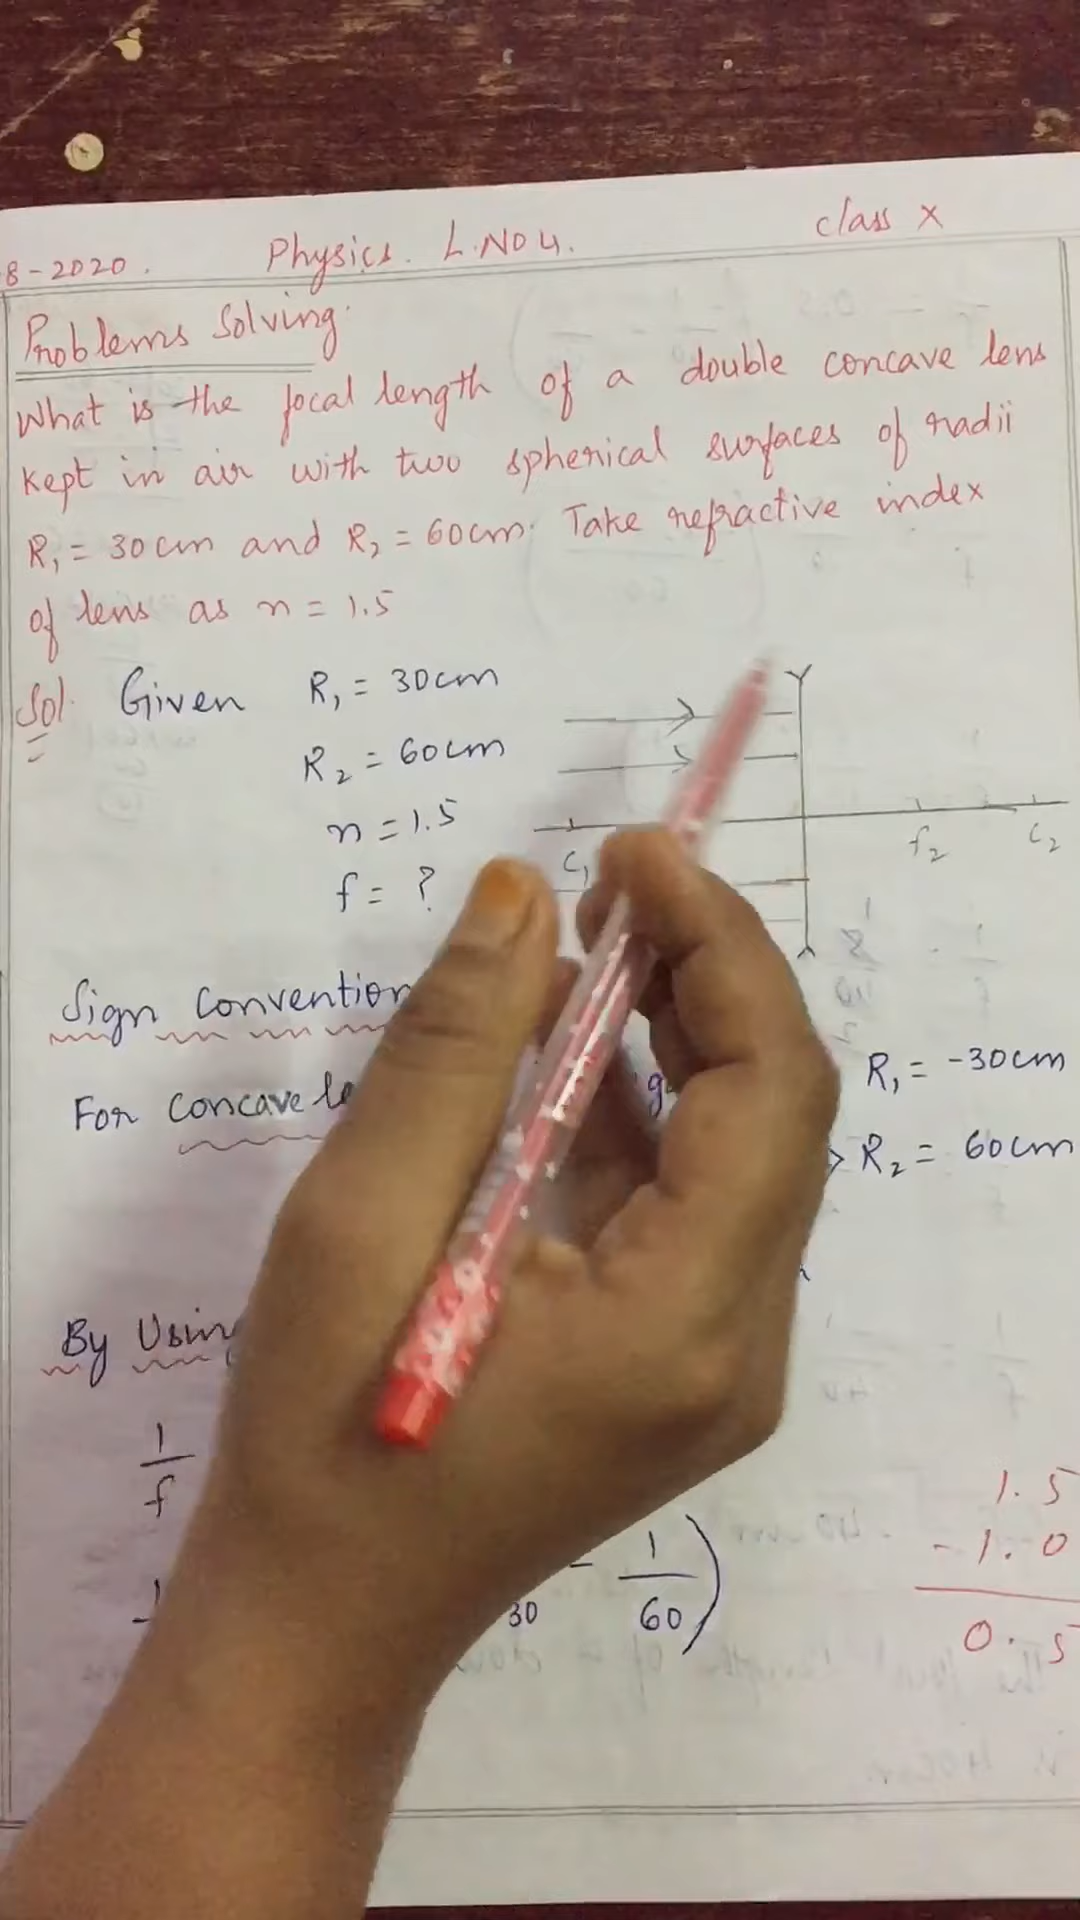 8-2020. Physics. L.NO4. class X
Problems Solving:
What is the focal length of a double concave lens
kept in air with two spherical surfaces of radii
R₁ = 30cm and R₂ = 60cm. Take refractive index
of lens as n = 1.5
Sol. Given R₁ = 30cm
R₂ = 60cm
n = 1.5
f = ?
C₁ f₂ C₂
Sign Convention
For Concave
R₁ = -30cm
R₂ = 60cm
By Using
1/f
30 - 1/60)
1.5
- 1.0
0.5